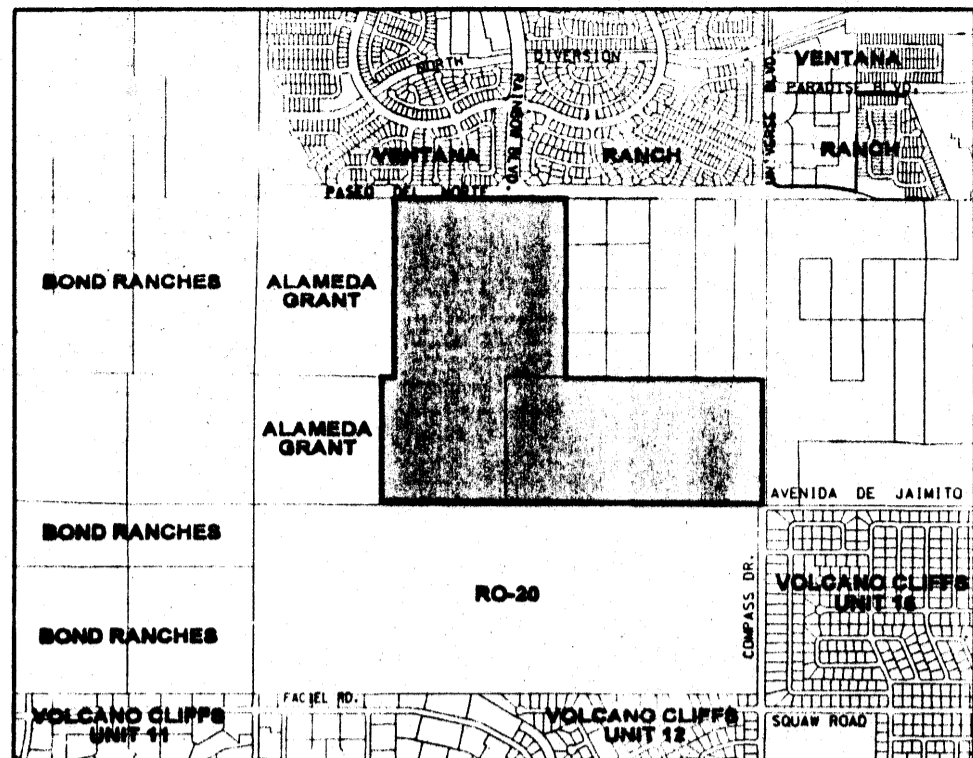 NORTH
DIVERSION
RAINBOW BLVD.
UNIVERSE BLVD.
VENTANA
PARADISE BLVD.
RANCH
VENTANA
RANCH
PASEO DEL NORTE
BOND RANCHES
ALAMEDA
GRANT
ALAMEDA
GRANT
AVENIDA DE JAIMITO
BOND RANCHES
RO-20
COMPASS DR.
VOLCANO CLIFFS
UNIT 16
BOND RANCHES
VOLCANO CLIFFS
UNIT 11
FACIEL RD.
VOLCANO CLIFFS
UNIT 12
SQUAW ROAD